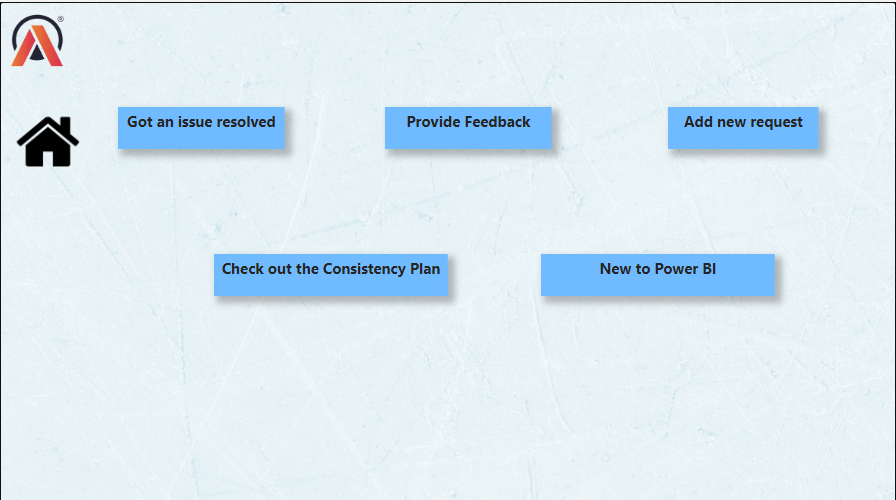 ®
Got an issue resolved
Provide Feedback
Add new request
Check out the Consistency Plan
New to Power BI